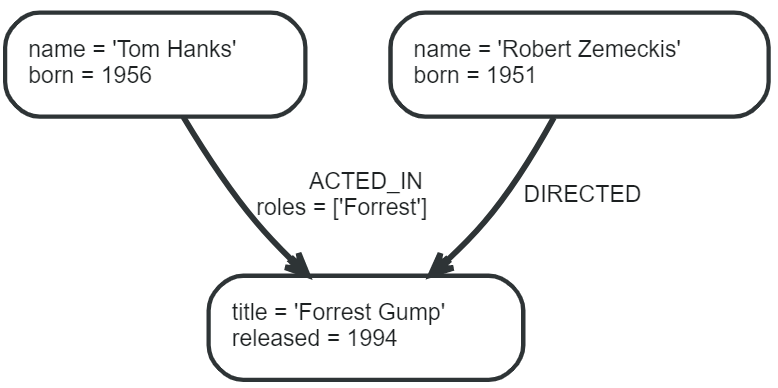 name = 'Tom Hanks'
born = 1956
name = 'Robert Zemeckis'
born = 1951
ACTED_IN
roles = ['Forrest']
DIRECTED
title = 'Forrest Gump'
released = 1994